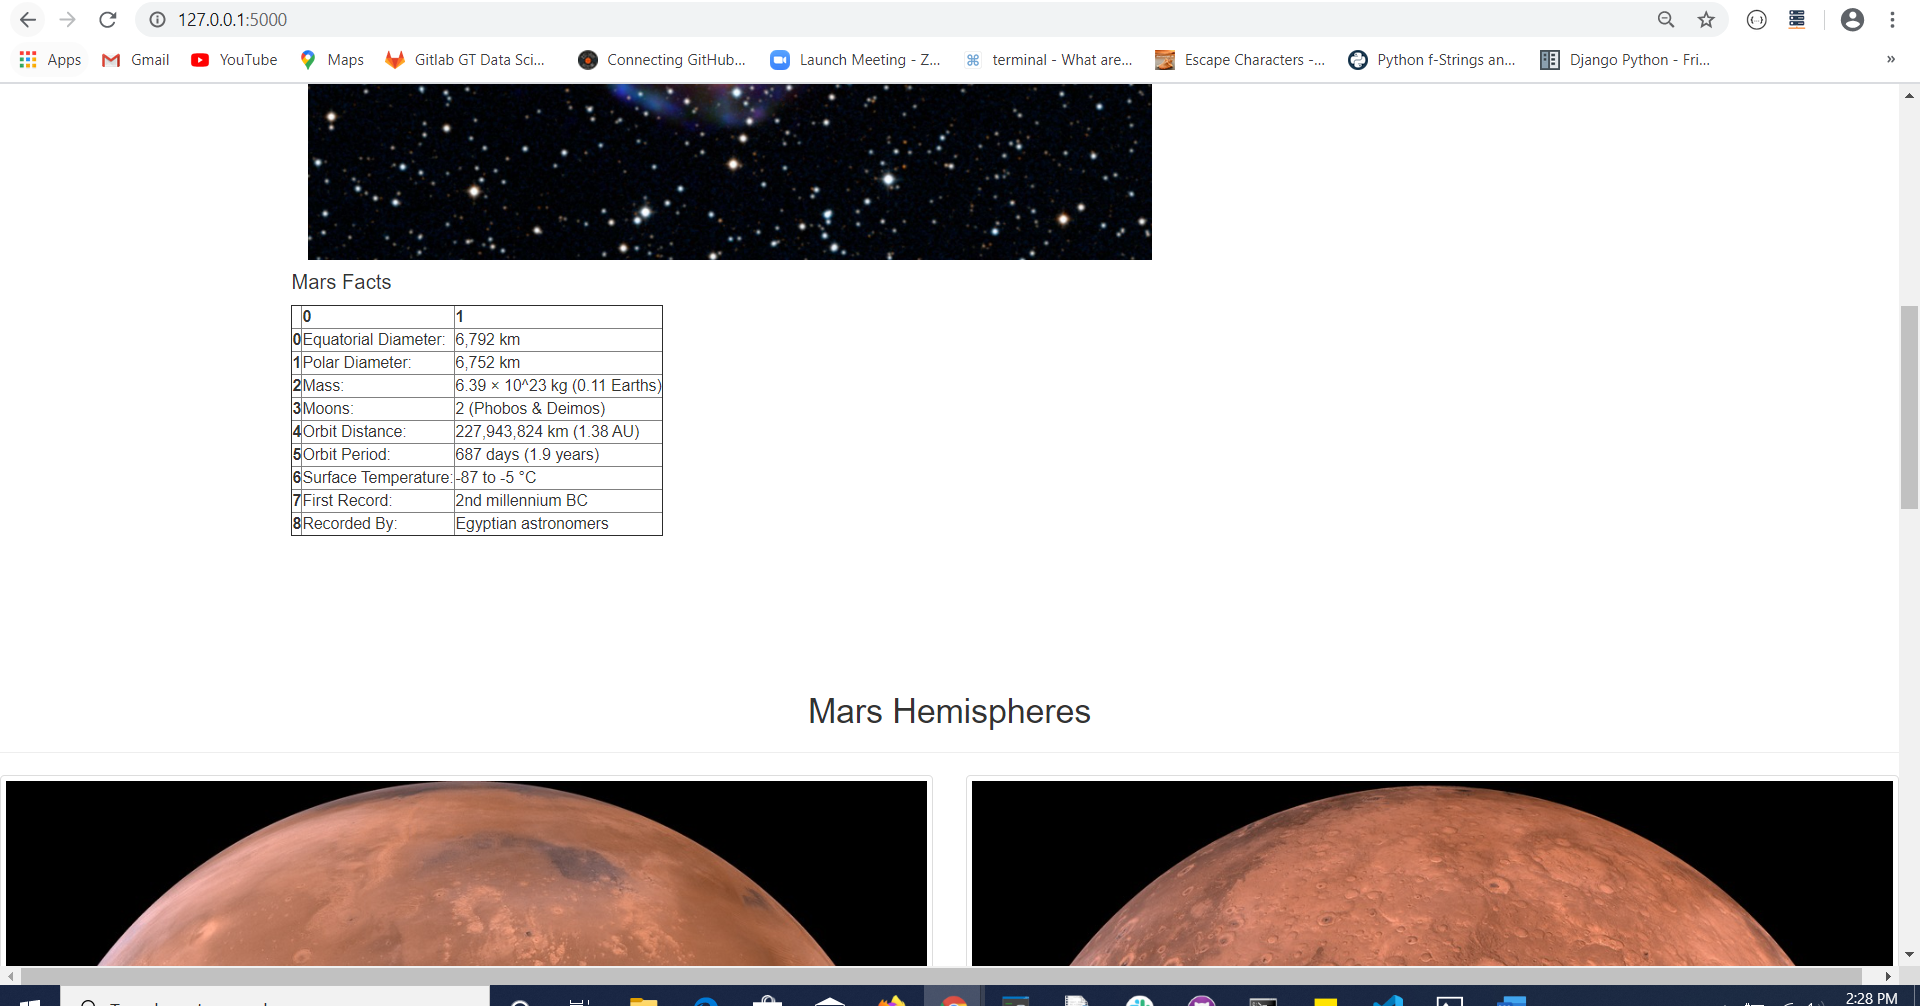 127.0.0.1:5000
Apps Gmail YouTube Maps Gitlab GT Data Sci... Connecting GitHub... Launch Meeting - Z... terminal - What are... Escape Characters -... Python f-Strings an... Django Python - Fri... »
Mars Facts
0 1
0 Equatorial Diameter: 6,792 km
1 Polar Diameter: 6,752 km
2 Mass: 6.39 × 10^23 kg (0.11 Earths)
3 Moons: 2 (Phobos & Deimos)
4 Orbit Distance: 227,943,824 km (1.38 AU)
5 Orbit Period: 687 days (1.9 years)
6 Surface Temperature: -87 to -5 °C
7 First Record: 2nd millennium BC
8 Recorded By: Egyptian astronomers
Mars Hemispheres
2:28 PM